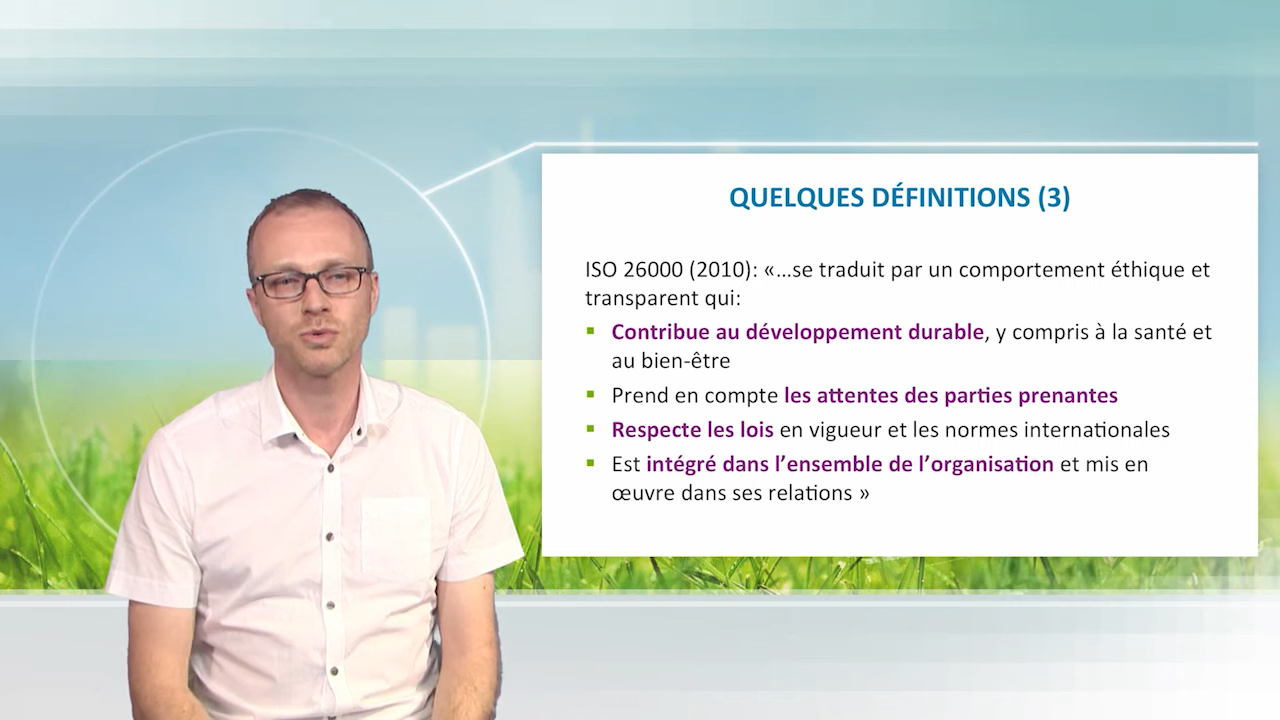 QUELQUES DÉFINITIONS (3)
ISO 26000 (2010): «…se traduit par un comportement éthique et
transparent qui:
▪ Contribue au développement durable, y compris à la santé et
au bien-être
▪ Prend en compte les attentes des parties prenantes
▪ Respecte les lois en vigueur et les normes internationales
▪ Est intégré dans l’ensemble de l’organisation et mis en
œuvre dans ses relations »